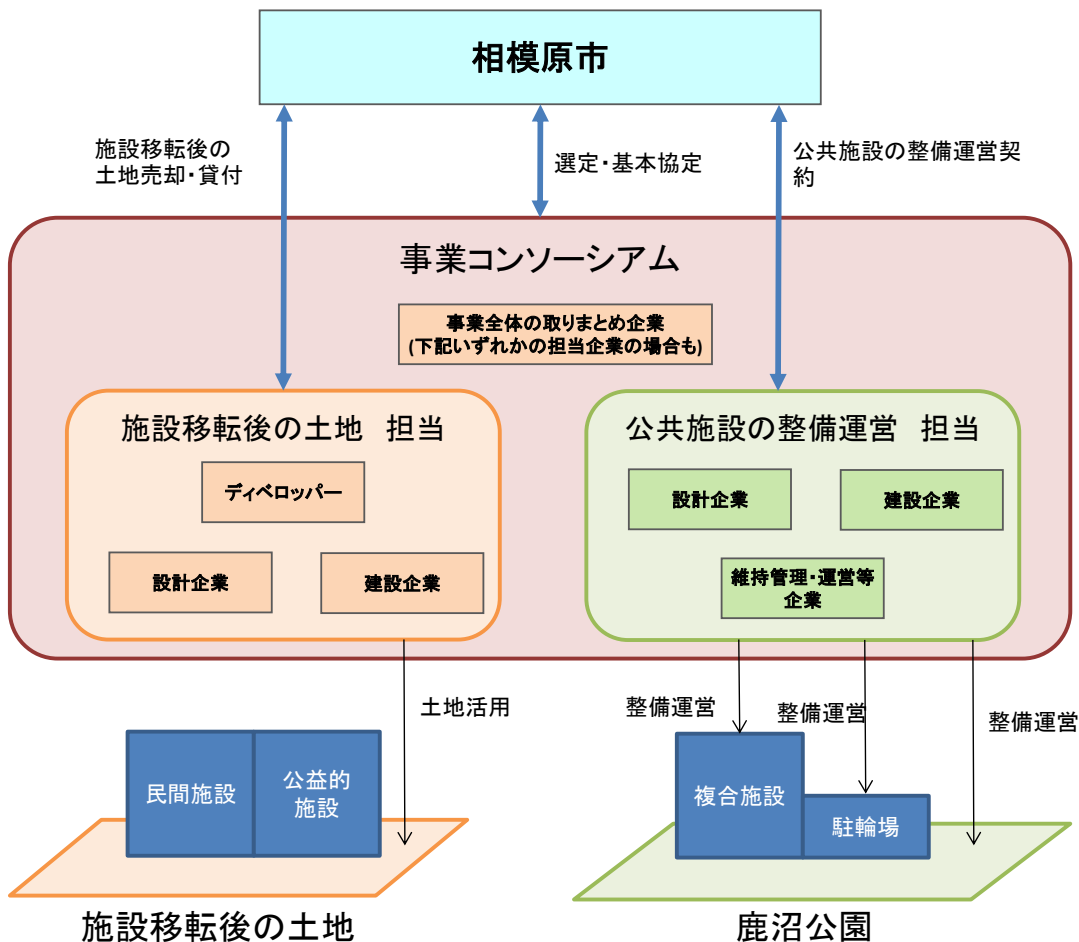 相模原市
施設移転後の
土地売却・貸付
選定・基本協定
公共施設の整備運営契
約
事業コンソーシアム
事業全体の取りまとめ企業
(下記いずれかの担当企業の場合も)
施設移転後の土地　担当
ディベロッパー
設計企業
建設企業
公共施設の整備運営　担当
設計企業
建設企業
維持管理・運営等
企業
土地活用
整備運営
整備運営
整備運営
民間施設
公益的
施設
複合施設
駐輪場
施設移転後の土地
鹿沼公園